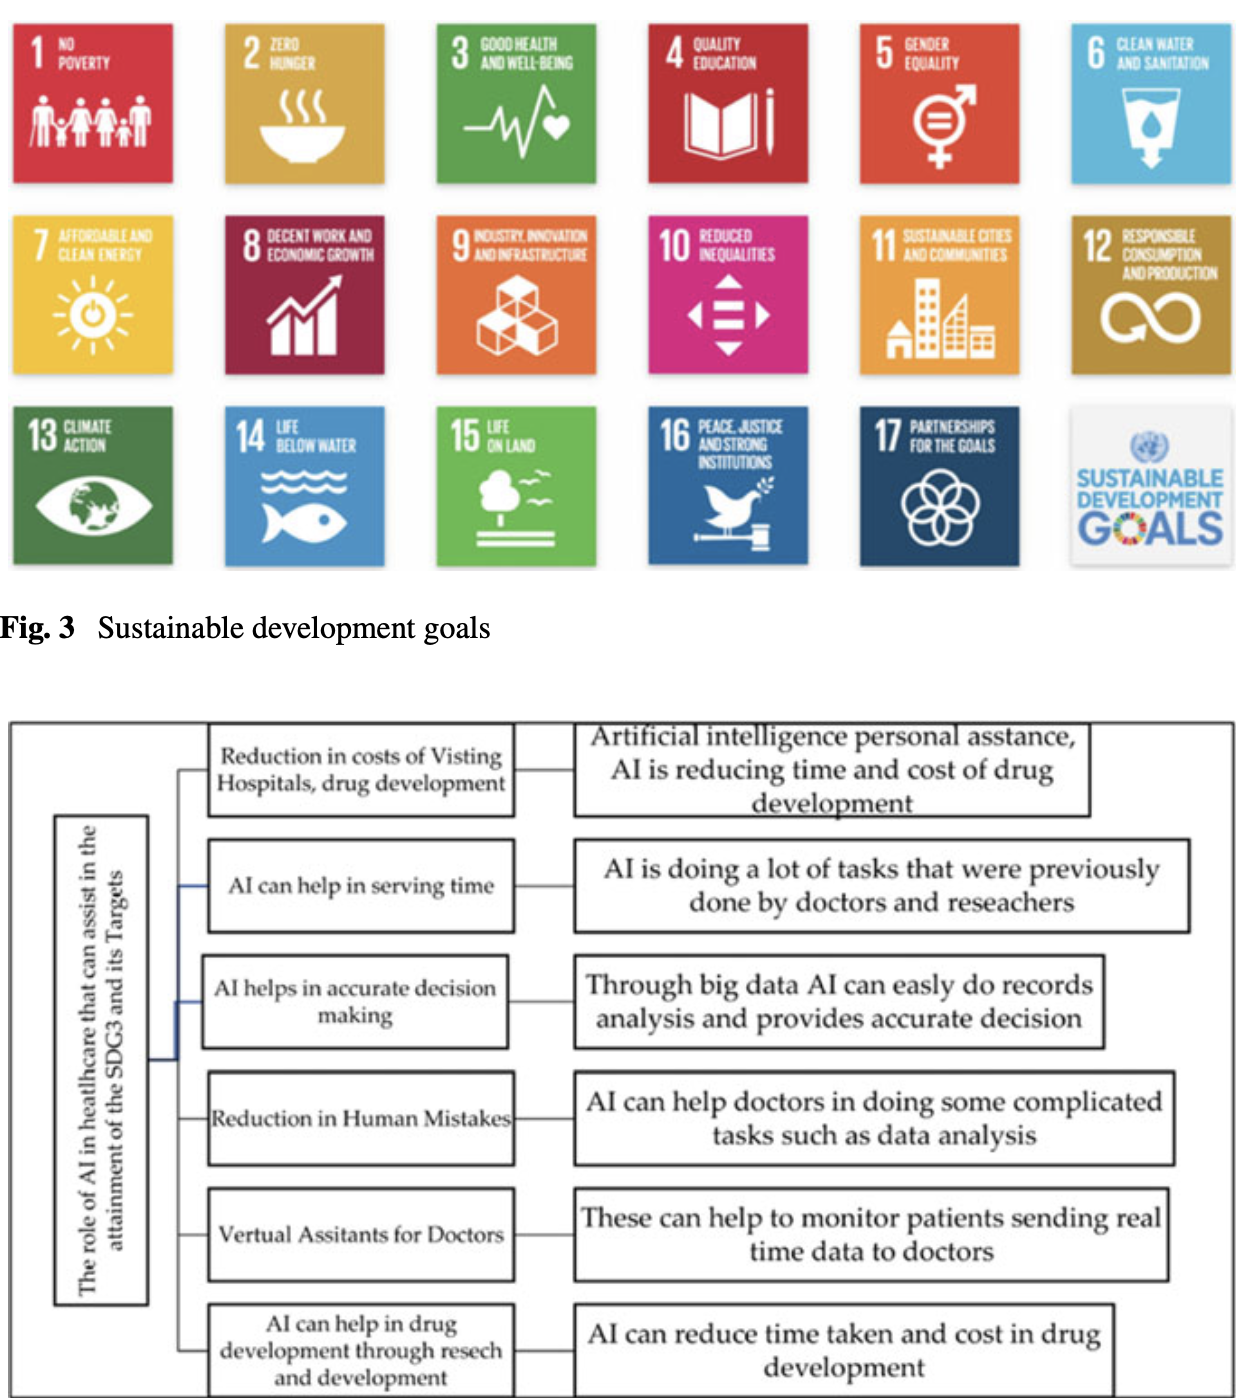 1 NO
POVERTY
2 ZERO
HUNGER
3 GOOD HEALTH
AND WELL-BEING
4 QUALITY
EDUCATION
5 GENDER
EQUALITY
6 CLEAN WATER
AND SANITATION
7 AFFORDABLE AND
CLEAN ENERGY
8 DECENT WORK AND
ECONOMIC GROWTH
9 INDUSTRY, INNOVATION
AND INFRASTRUCTURE
10 REDUCED
INEQUALITIES
11 SUSTAINABLE CITIES
AND COMMUNITIES
12 RESPONSIBLE
CONSUMPTION
AND PRODUCTION
13 CLIMATE
ACTION
14 LIFE
BELOW WATER
15 LIFE
ON LAND
16 PEACE, JUSTICE
AND STRONG
INSTITUTIONS
17 PARTNERSHIPS
FOR THE GOALS
SUSTAINABLE
DEVELOPMENT
GOALS
Fig. 3 Sustainable development goals
The role of AI in heatlhcare that can assist in the
attainment of the SDG3 and its Targets
Reduction in costs of Visting
Hospitals, drug development
Artificial intelligence personal asstance,
AI is reducing time and cost of drug
development
AI can help in serving time
AI is doing a lot of tasks that were previously
done by doctors and reseachers
AI helps in accurate decision
making
Through big data AI can easly do records
analysis and provides accurate decision
Reduction in Human Mistakes
AI can help doctors in doing some complicated
tasks such as data analysis
Vertual Assitants for Doctors
These can help to monitor patients sending real
time data to doctors
AI can help in drug
development through resech
and development
AI can reduce time taken and cost in drug
development